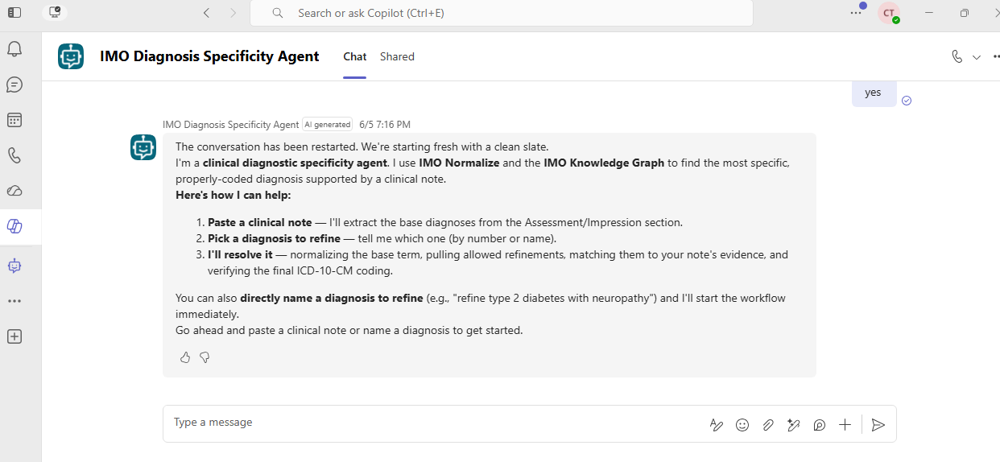 Search or ask Copilot (Ctrl+E)
CT
IMO Diagnosis Specificity Agent
Chat
Shared
yes
IMO Diagnosis Specificity Agent AI generated 6/5 7:16 PM
The conversation has been restarted. We're starting fresh with a clean slate.
I'm a clinical diagnostic specificity agent. I use IMO Normalize and the IMO Knowledge Graph to find the most specific,
properly-coded diagnosis supported by a clinical note.
Here's how I can help:
1. Paste a clinical note — I'll extract the base diagnoses from the Assessment/Impression section.
2. Pick a diagnosis to refine — tell me which one (by number or name).
3. I'll resolve it — normalizing the base term, pulling allowed refinements, matching them to your note's evidence, and
verifying the final ICD-10-CM coding.
You can also directly name a diagnosis to refine (e.g., "refine type 2 diabetes with neuropathy") and I'll start the workflow
immediately.
Go ahead and paste a clinical note or name a diagnosis to get started.
Type a message